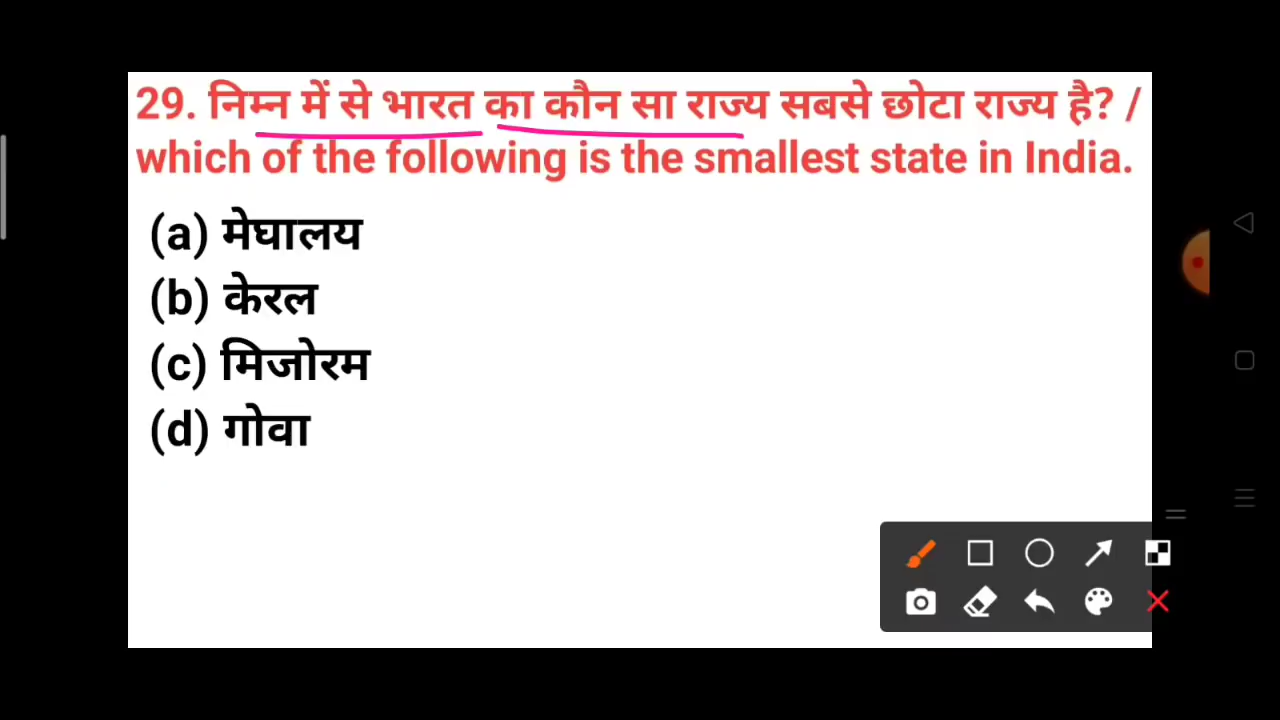 29. निम्न में से भारत का कौन सा राज्य सबसे छोटा राज्य है? /
which of the following is the smallest state in India.
(a) मेघालय
(b) केरल
(c) मिजोरम
(d) गोवा